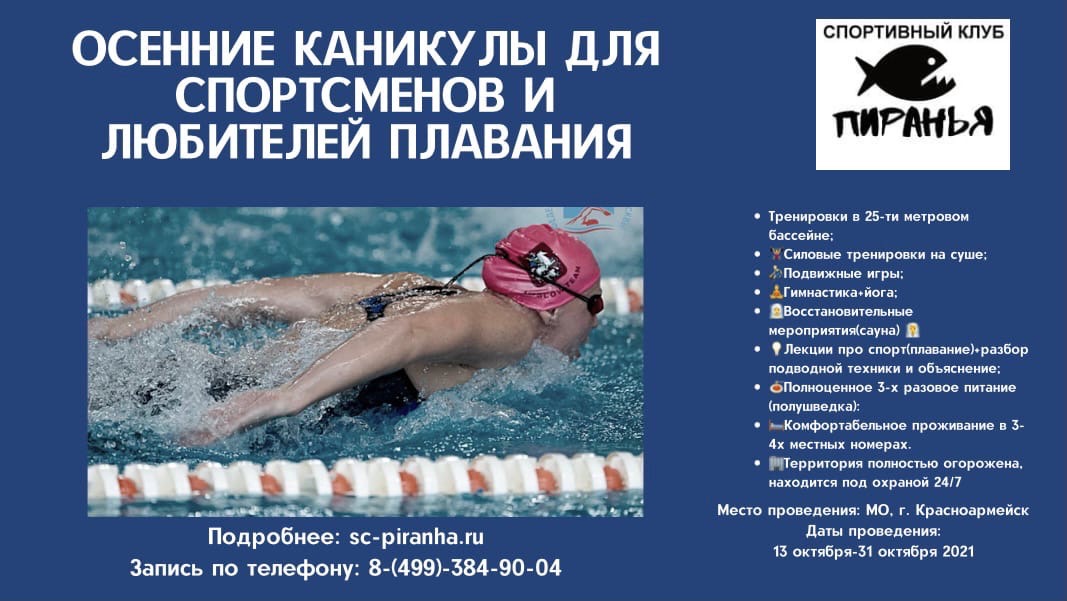 ОСЕННИЕ КАНИКУЛЫ ДЛЯ
СПОРТСМЕНОВ И
ЛЮБИТЕЛЕЙ ПЛАВАНИЯ
СПОРТИВНЫЙ КЛУБ
ПИРАНЬЯ
Тренировки в 25-ти метровом
бассейне;
Силовые тренировки на суше;
Подвижные игры;
Гимнастика+йога;
Восстановительные
мероприятия(сауна)
Лекции про спорт(плавание)+разбор
подводной техники и объяснение;
Полноценное 3-х разовое питание
(полушведка):
Комфортабельное проживание в 3-
4х местных номерах.
Территория полностью огорожена,
находится под охраной 24/7
Место проведения: МО, г. Красноармейск
Даты проведения:
13 октября-31 октября 2021
Подробнее: sc-piranha.ru
Запись по телефону: 8-(499)-384-90-04